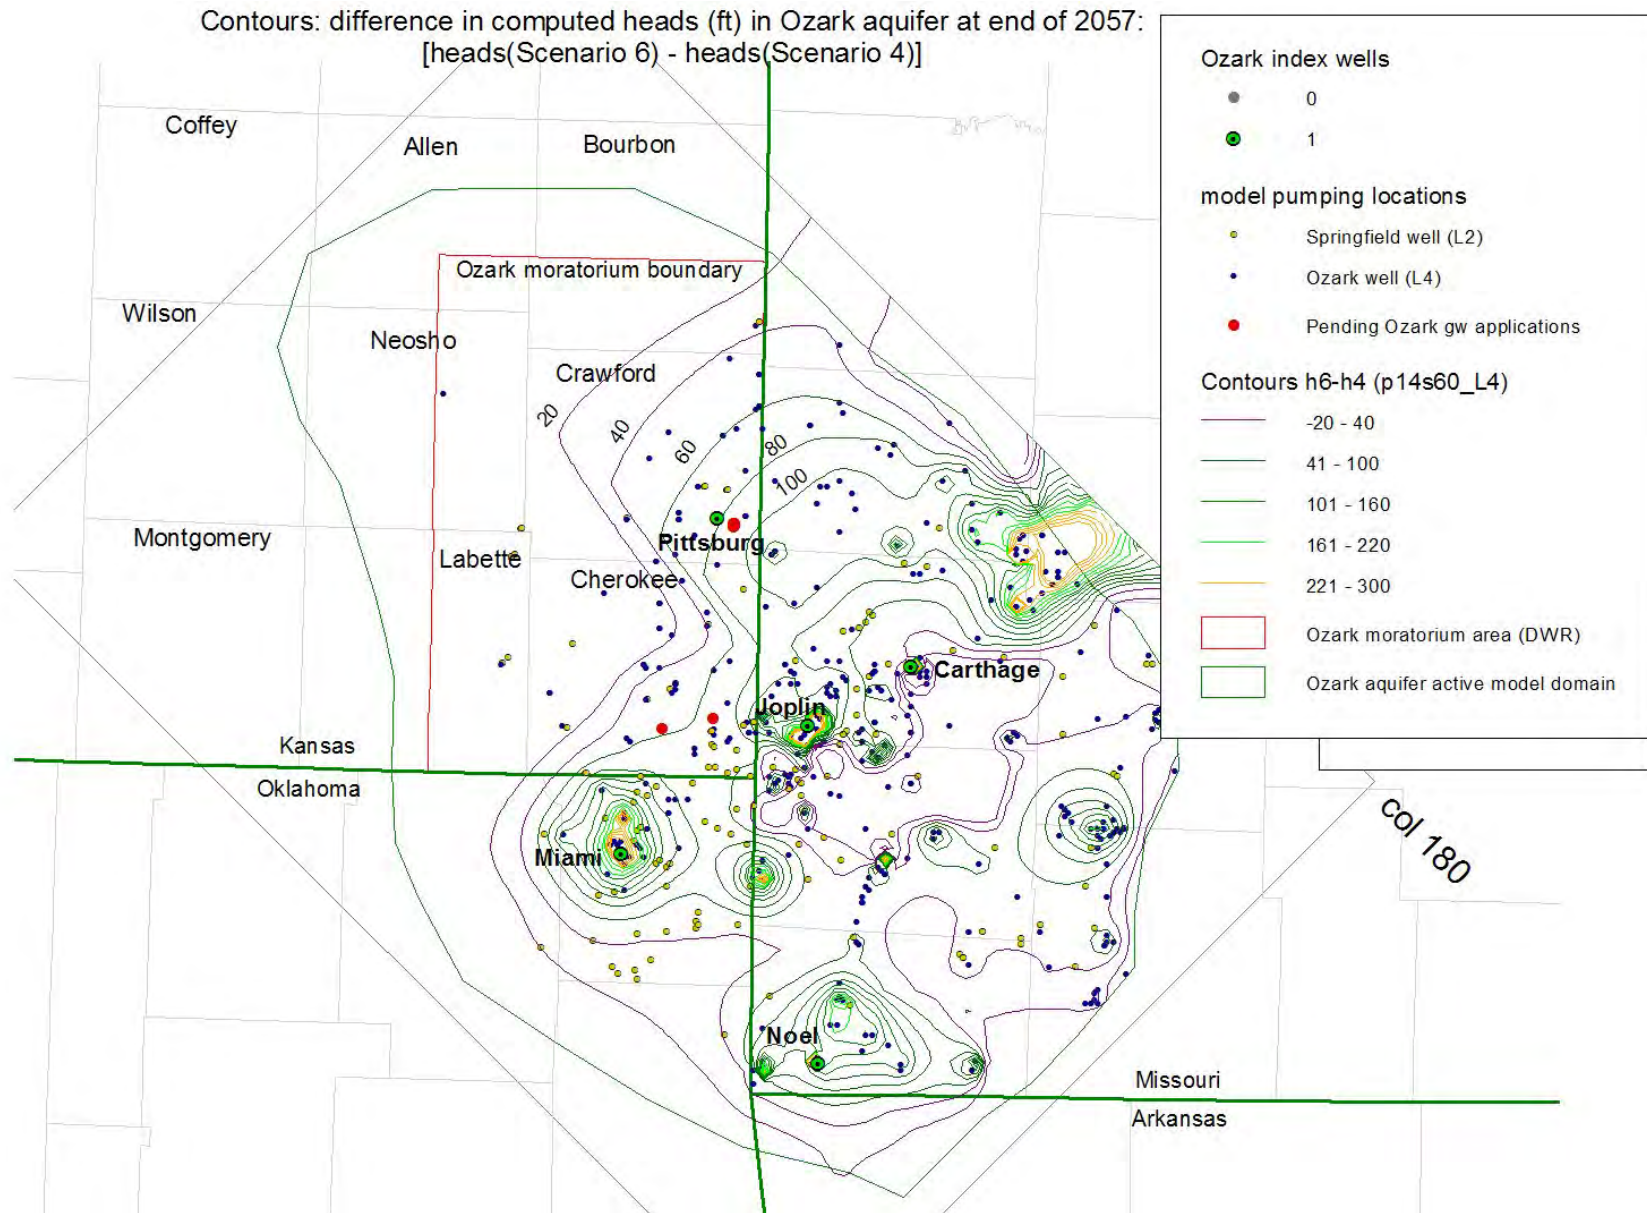 Contours: difference in computed heads (ft) in Ozark aquifer at end of 2057:
[heads(Scenario 6) - heads(Scenario 4)]
Ozark index wells
0
1
model pumping locations
Springfield well (L2)
Ozark well (L4)
Pending Ozark gw applications
Contours h6-h4 (p14s60_L4)
-20 - 40
41 - 100
101 - 160
161 - 220
221 - 300
Ozark moratorium area (DWR)
Ozark aquifer active model domain
Coffey
Allen
Bourbon
Ozark moratorium boundary
Wilson
Neosho
Crawford
20
40
60
80
100
Montgomery
Labette
Pittsburg
Cherokee
Carthage
Joplin
Kansas
Oklahoma
Miami
col 180
Noel
Missouri
Arkansas